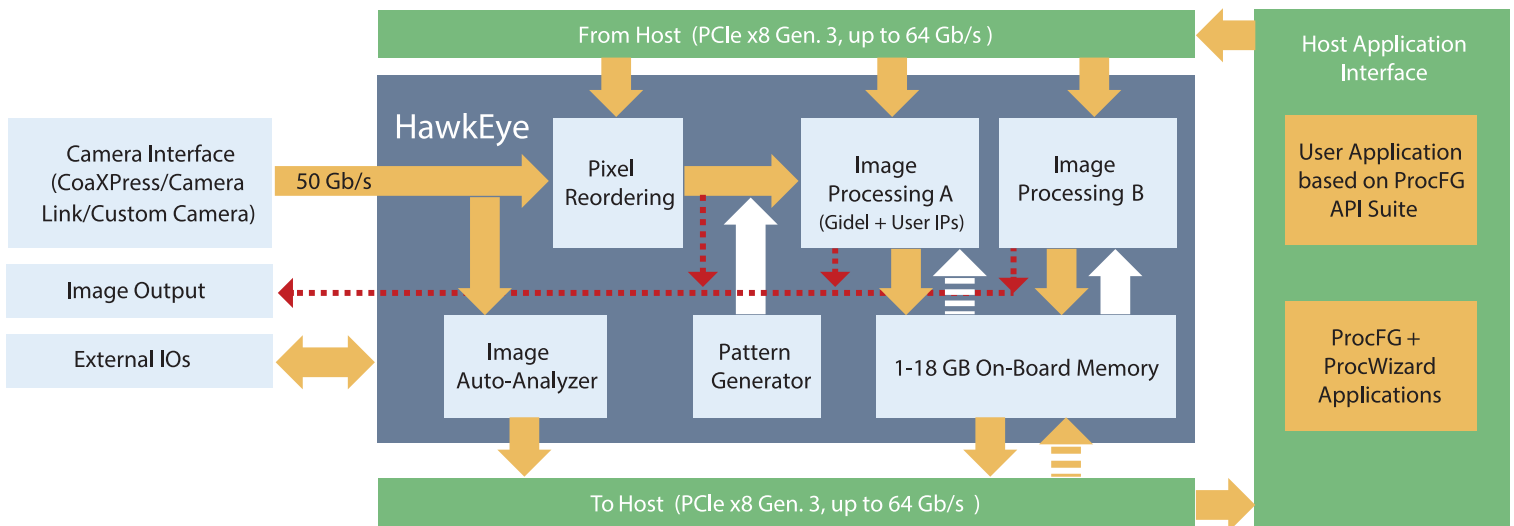 From Host (PCIe x8 Gen. 3, up to 64 Gb/s )
Host Application
Interface
HawkEye
Camera Interface
(CoaXPress/Camera
Link/Custom Camera)
50 Gb/s
Pixel
Reordering
Image
Processing A
(Gidel + User IPs)
Image
Processing B
User Application
based on ProcFG
API Suite
Image Output
External IOs
Image
Auto-Analyzer
Pattern
Generator
1-18 GB On-Board Memory
ProcFG +
ProcWizard
Applications
To Host (PCIe x8 Gen. 3, up to 64 Gb/s )